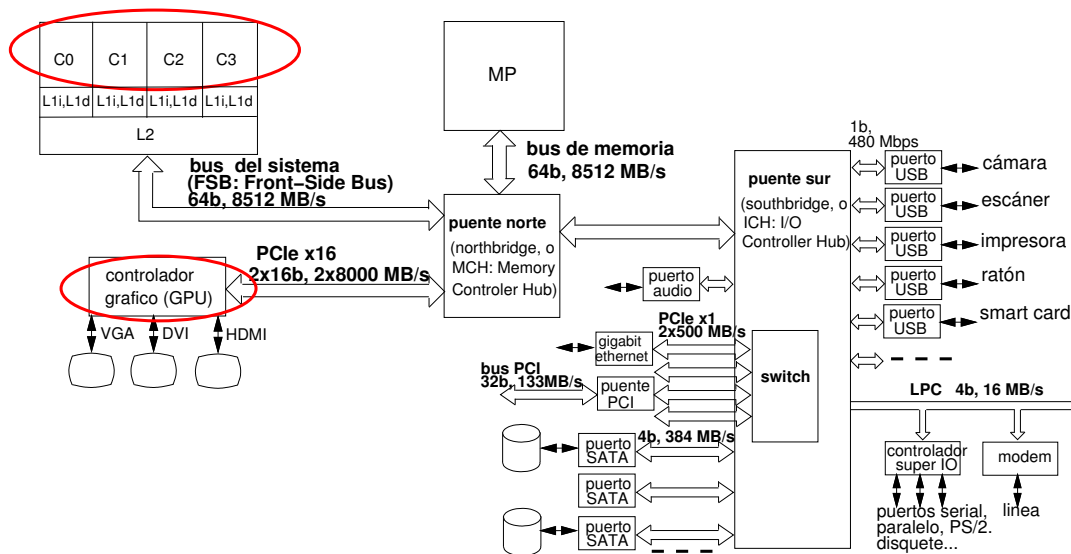 C0 C1 C2 C3
L1i,L1d L1i,L1d L1i,L1d L1i,L1d
L2
MP
bus del sistema
(FSB: Front−Side Bus)
64b, 8512 MB/s
bus de memoria
64b, 8512 MB/s
puente norte
(northbridge, o
MCH: Memory
Controler Hub)
PCIe x16
2x16b, 2x8000 MB/s
controlador
grafico (GPU)
VGA DVI HDMI
puente sur
(southbridge, o
ICH: I/O
Controller Hub)
1b,
480 Mbps
puerto
USB
cámara
puerto
USB
escáner
puerto
USB
impresora
puerto
USB
ratón
puerto
USB
smart card
puerto
audio
PCIe x1
2x500 MB/s
gigabit
ethernet
switch
bus PCI
32b, 133MB/s
puente
PCI
4b, 384 MB/s
puerto
SATA
puerto
SATA
puerto
SATA
LPC 4b, 16 MB/s
controlador
super IO
modem
puertos serial,
paralelo, PS/2.
disquete...
linea